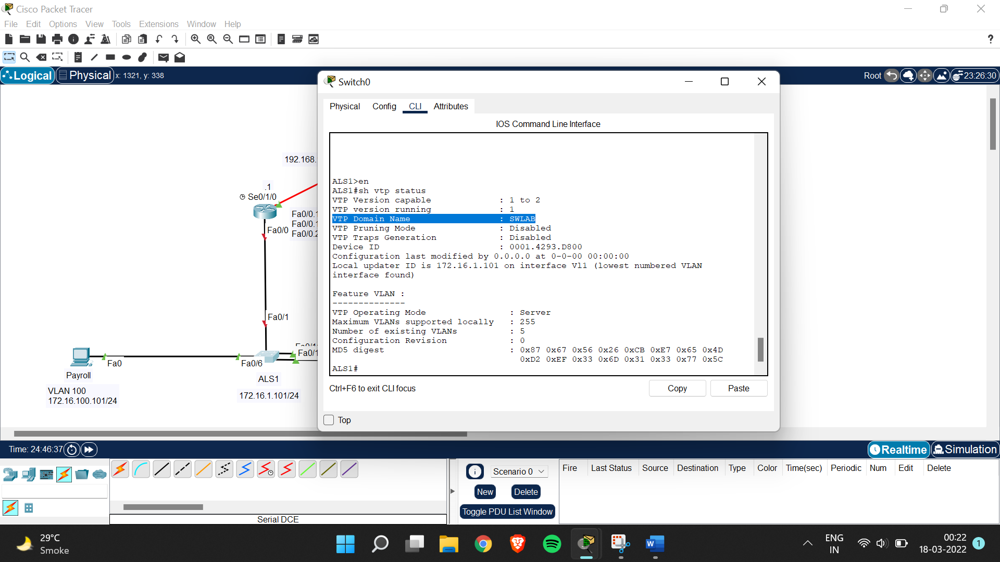 Cisco Packet Tracer
File Edit Options View Tools Extensions Window Help
?
Logical Physical x: 1321, y: 338
Root 23:26:30
192.168.
.1
Se0/1/0
Fa0/0.1
Fa0/0.1
Fa0/0 Fa0/0.2
Fa0/1
Fa0/1
Fa0 Fa0/6
Payroll
ALS1
VLAN 100
172.16.100.101/24
172.16.1.101/24
Switch0
Physical Config CLI Attributes
IOS Command Line Interface
ALS1>en
ALS1#sh vtp status
VTP Version capable : 1 to 2
VTP version running : 1
VTP Domain Name : SWLAB
VTP Pruning Mode : Disabled
VTP Traps Generation : Disabled
Device ID : 0001.4293.D800
Configuration last modified by 0.0.0.0 at 0-0-00 00:00:00
Local updater ID is 172.16.1.101 on interface Vl1 (lowest numbered VLAN
interface found)
Feature VLAN :
--------------
VTP Operating Mode : Server
Maximum VLANs supported locally : 255
Number of existing VLANs : 5
Configuration Revision : 0
MD5 digest : 0x87 0x67 0x56 0x26 0xCB 0xE7 0x65 0x4D
0xD2 0xEF 0x33 0x6D 0x31 0x33 0x77 0x5C
ALS1#
Ctrl+F6 to exit CLI focus Copy Paste
Top
Time: 24:46:37 Realtime Simulation
Scenario 0
New Delete
Toggle PDU List Window
Fire Last Status Source Destination Type Color Time(sec) Periodic Num Edit Delete
Serial DCE
29°C
Smoke
W
ENG
IN
00:22
18-03-2022
1